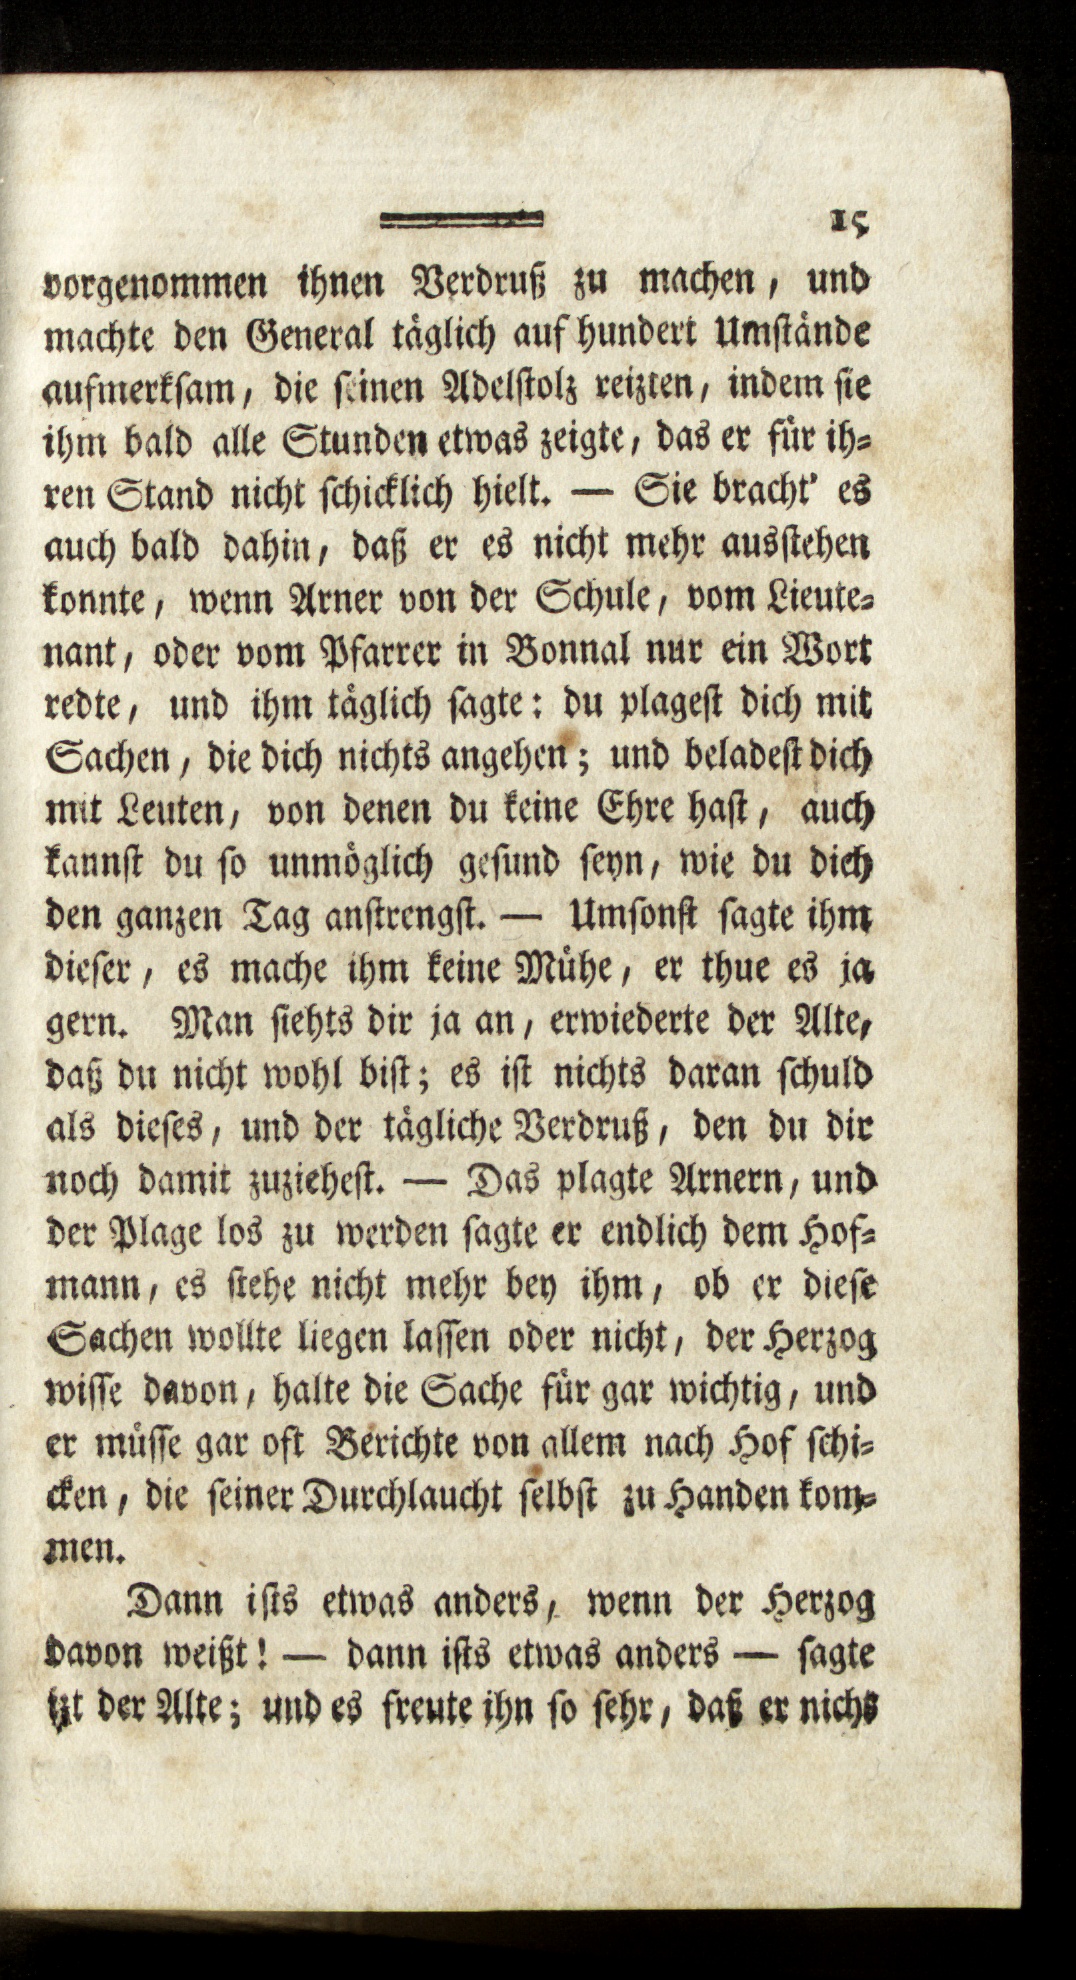 15
vorgenommen ihnen Verdruß zu machen, und
machte den General täglich auf hundert Umstände
aufmerksam, die seinen Adelstolz reizten, indem sie
ihm bald alle Stunden etwas zeigte, das er für ih-
ren Stand nicht schicklich hielt. — Sie bracht' es
auch bald dahin, daß er es nicht mehr ausstehen
konnte, wenn Arner von der Schule, vom Lieute-
nant, oder vom Pfarrer in Bonnal nur ein Wort
redte, und ihm täglich sagte: du plagest dich mit
Sachen, die dich nichts angehen; und beladest dich
mit Leuten, von denen du keine Ehre hast, auch
kannst du so unmöglich gesund seyn, wie du dich
den ganzen Tag anstrengst. — Umsonst sagte ihm
dieser, es mache ihm keine Mühe, er thue es ja
gern. Man siehts dir ja an, erwiederte der Alte,
daß du nicht wohl bist; es ist nichts daran schuld
als dieses, und der tägliche Verdruß, den du dir
noch damit zuziehest. — Das plagte Arnern, und
der Plage los zu werden sagte er endlich dem Hof-
mann, es stehe nicht mehr bey ihm, ob er diese
Sachen wollte liegen lassen oder nicht, der Herzog
wisse davon, halte die Sache für gar wichtig, und
er müsse gar oft Berichte von allem nach Hof schi-
cken, die seiner Durchlaucht selbst zu Handen kom-
men.
Dann ists etwas anders, wenn der Herzog
davon weißt! — dann ists etwas anders — sagte
izt der Alte; und es freute ihn so sehr, daß er nicht